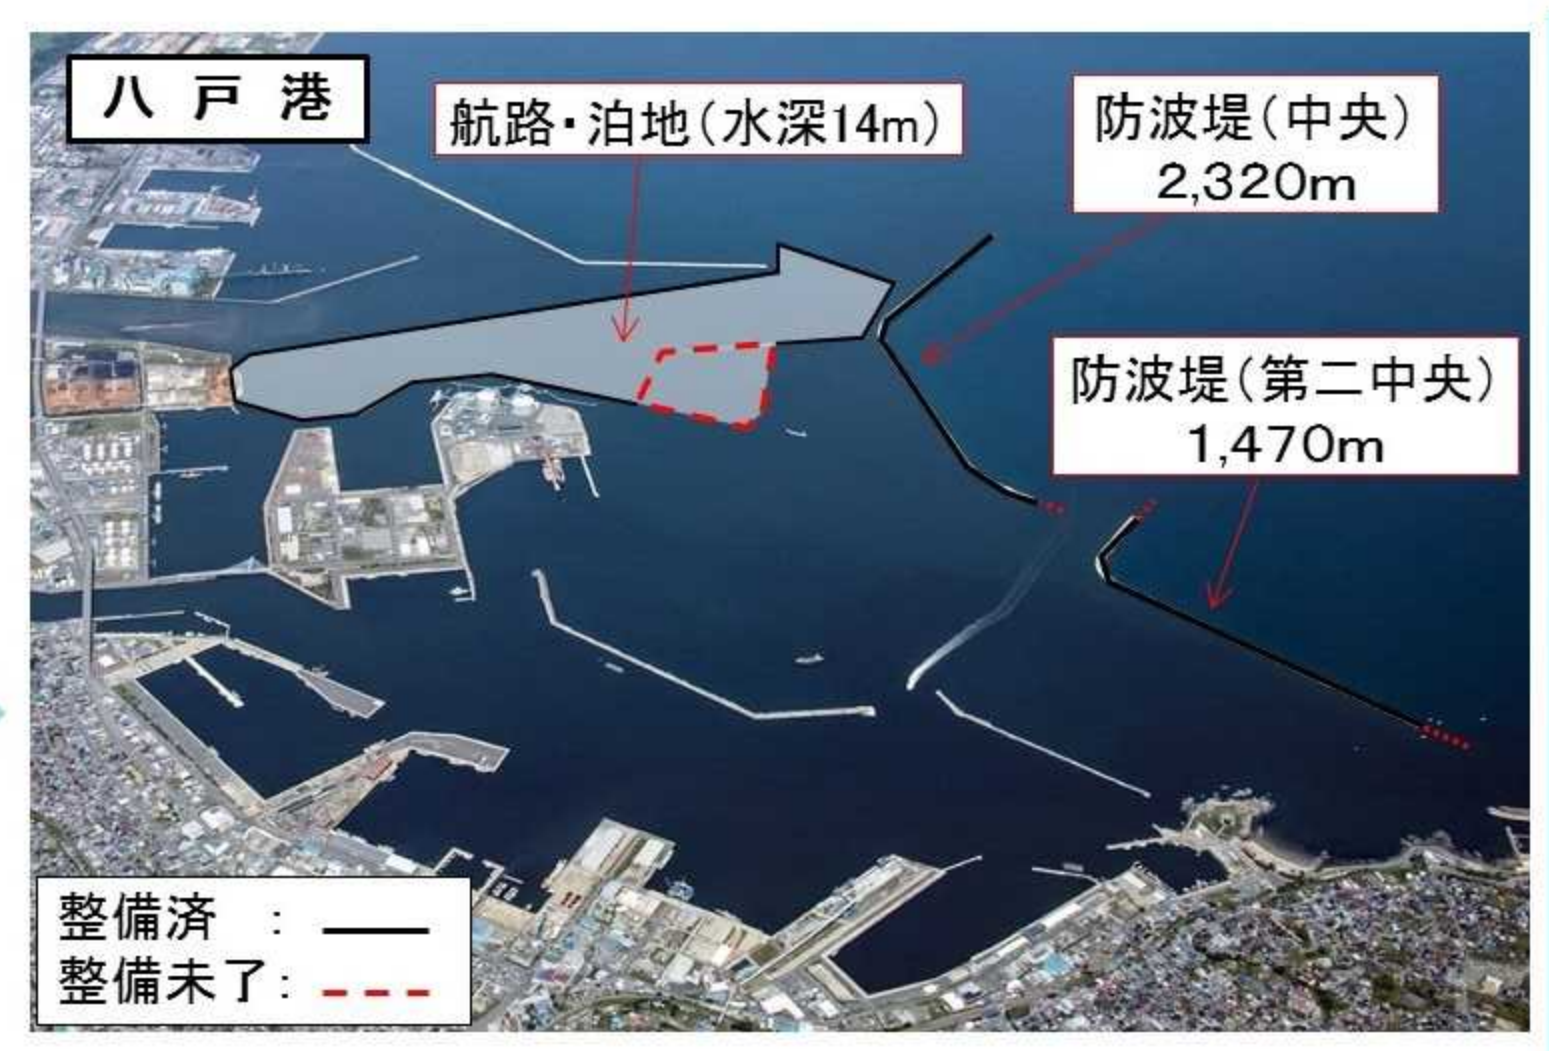 八戸港
航路・泊地(水深14m)
防波堤(中央)
2,320m
防波堤(第二中央)
1,470m
整備済 :
整備未了: